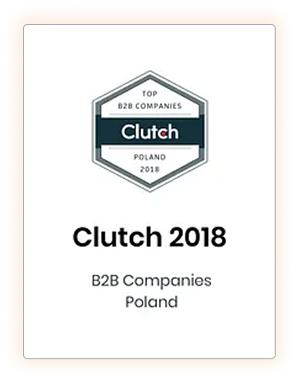 TOP
B2B COMPANIES
Clutch
POLAND
2018
Clutch 2018
B2B Companies
Poland